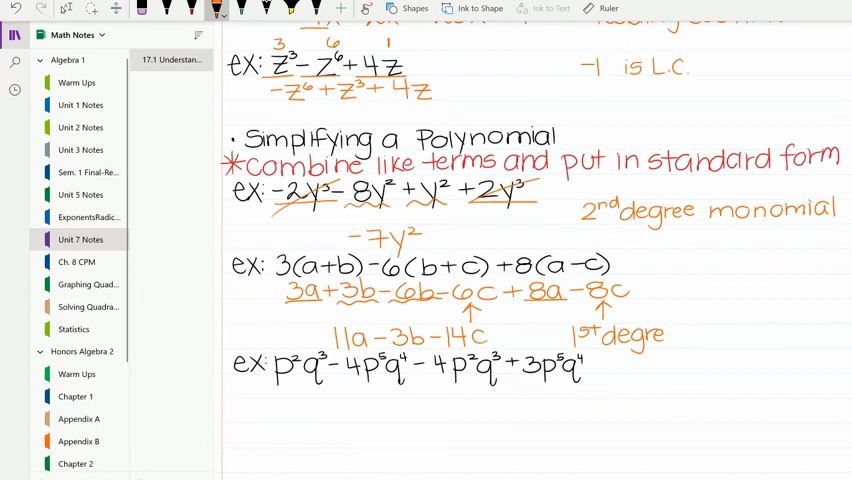 Shapes Ink to Shape Ink to Text Ruler
Math Notes
Algebra 1
Warm Ups
Unit 1 Notes
Unit 2 Notes
Unit 3 Notes
Sem. 1 Final-Re...
Unit 5 Notes
ExponentsRadic...
Unit 7 Notes
Ch. 8 CPM
Graphing Quadra...
Solving Quadra...
Statistics
Honors Algebra 2
Warm Ups
Chapter 1
Appendix A
Appendix B
Chapter 2
17.1 Understan...
3 6 1
ex: z³ - z⁶ + 4z
-z⁶ + z³ + 4z
-1 is L.C.
• Simplifying a Polynomial
*combine like terms and put in standard form
ex: -2y³ - 8y² + y² + 2y³
2nd degree monomial
-7y²
ex: 3(a+b) - 6(b+c) + 8(a-c)
3a + 3b - 6b - 6c + 8a - 8c
11a - 3b - 14c
1st degre
ex: p²q³ - 4p⁵q⁴ - 4p²q³ + 3p⁵q⁴